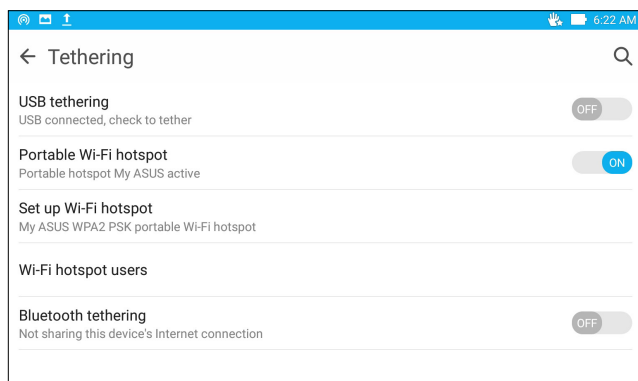 6:22 AM
Tethering
USB tethering
USB connected, check to tether
OFF
Portable Wi-Fi hotspot
Portable hotspot My ASUS active
ON
Set up Wi-Fi hotspot
My ASUS WPA2 PSK portable Wi-Fi hotspot
Wi-Fi hotspot users
Bluetooth tethering
Not sharing this device's Internet connection
OFF